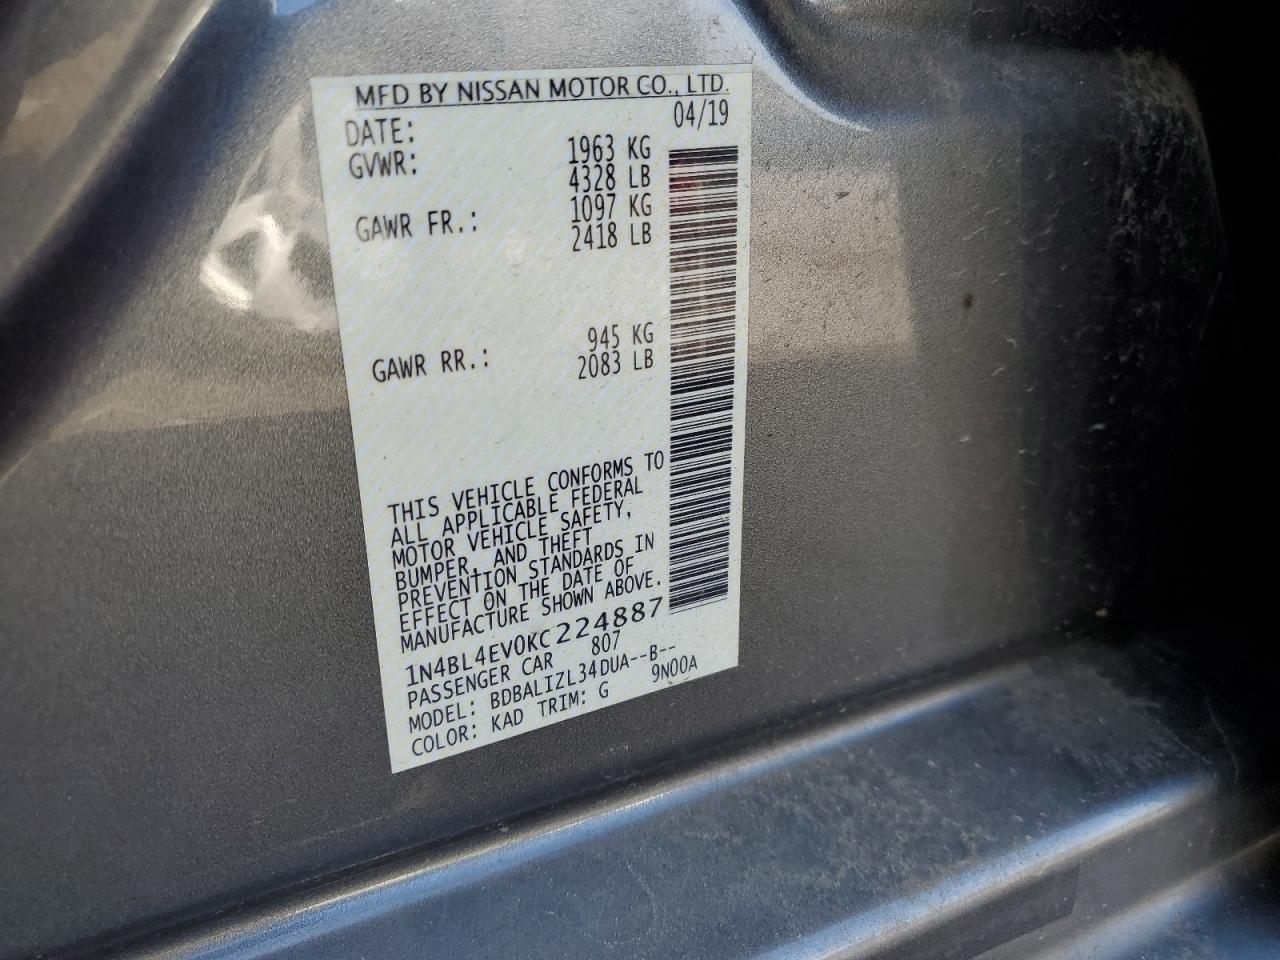 MFD BY NISSAN MOTOR CO., LTD.
DATE: 04/19
GVWR: 1963 KG
4328 LB
GAWR FR.: 1097 KG
2418 LB
GAWR RR.: 945 KG
2083 LB
THIS VEHICLE CONFORMS TO
ALL APPLICABLE FEDERAL
MOTOR VEHICLE SAFETY,
BUMPER, AND THEFT
PREVENTION STANDARDS IN
EFFECT ON THE DATE OF
MANUFACTURE SHOWN ABOVE.
1N4BL4EV0KC224887
PASSENGER CAR 807
MODEL: BDBALIZL34DUA--B--
COLOR: KAD TRIM: G 9N00A